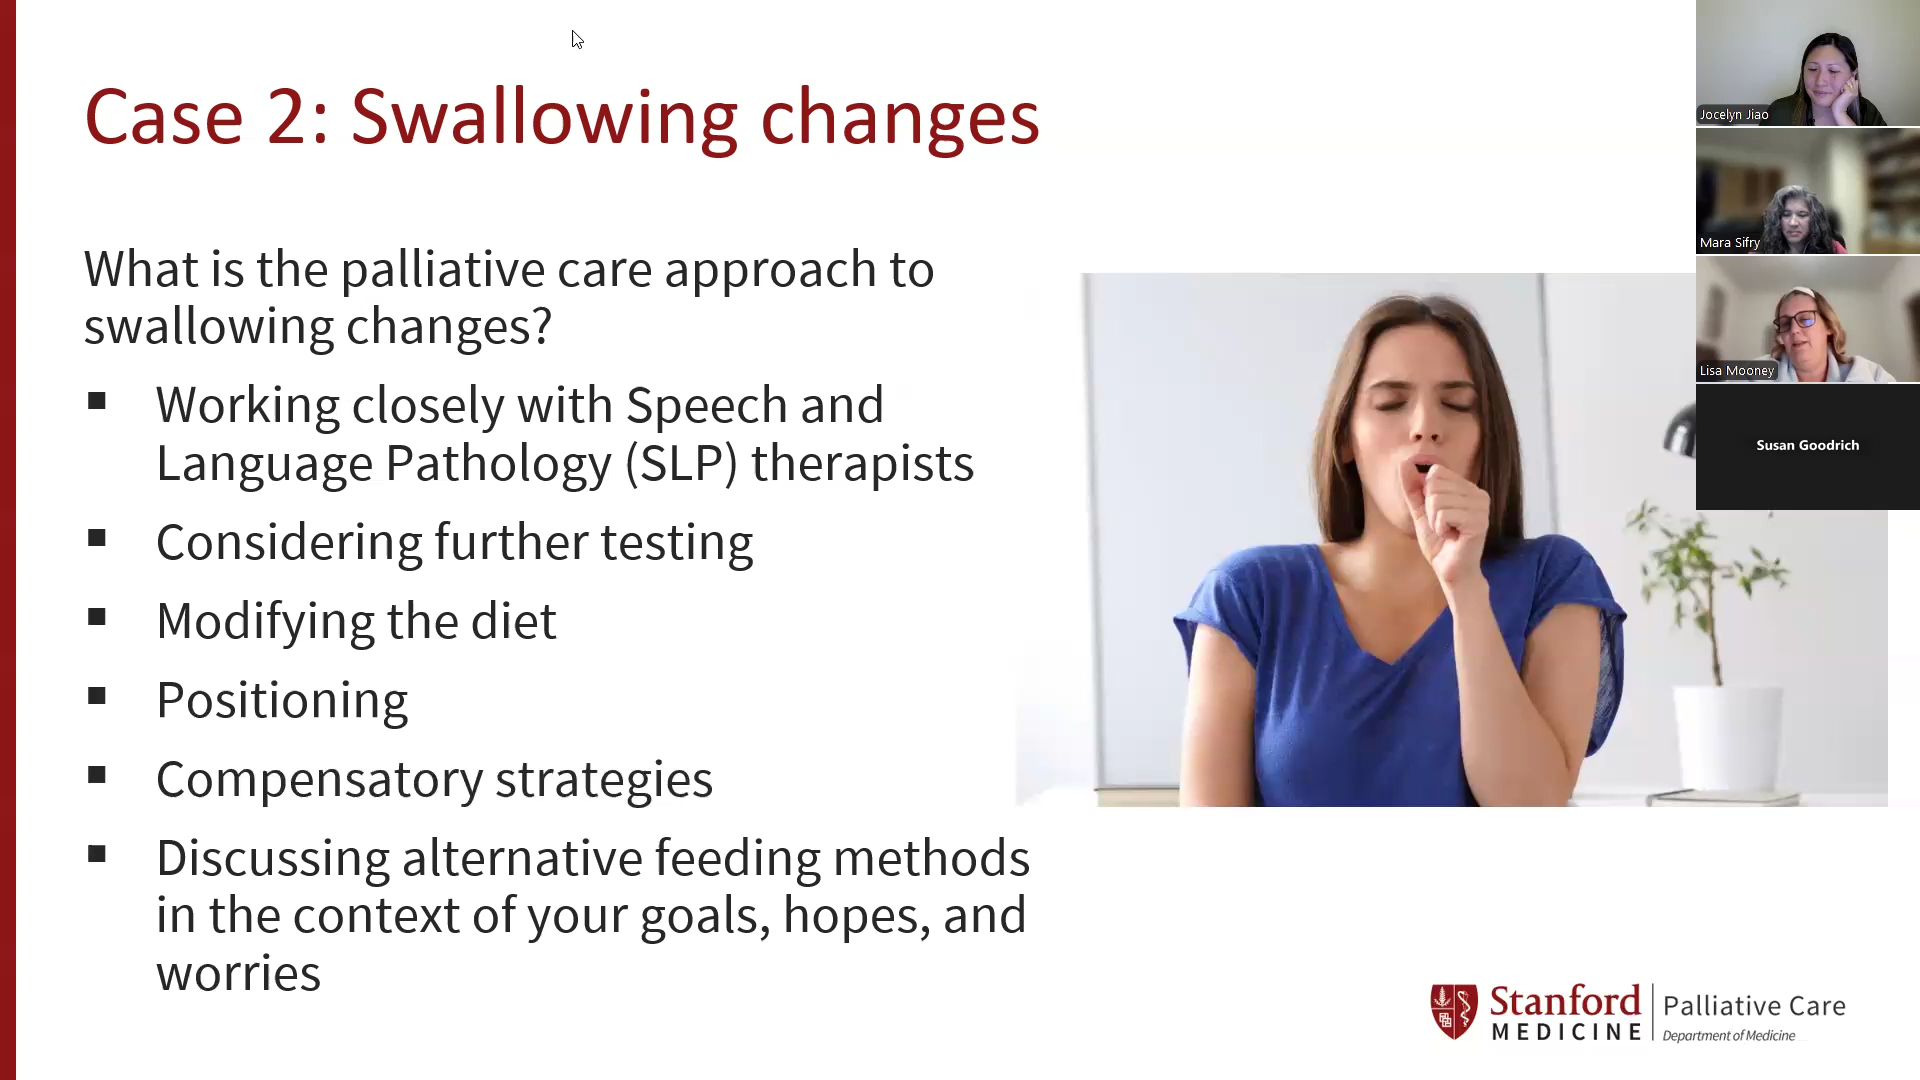 Case 2: Swallowing changes
What is the palliative care approach to
swallowing changes?
▪ Working closely with Speech and
Language Pathology (SLP) therapists
▪ Considering further testing
▪ Modifying the diet
▪ Positioning
▪ Compensatory strategies
▪ Discussing alternative feeding methods
in the context of your goals, hopes, and
worries
Jocelyn Jiao
Mara Sifry
Lisa Mooney
Susan Goodrich
Stanford
MEDICINE
Palliative Care
Department of Medicine